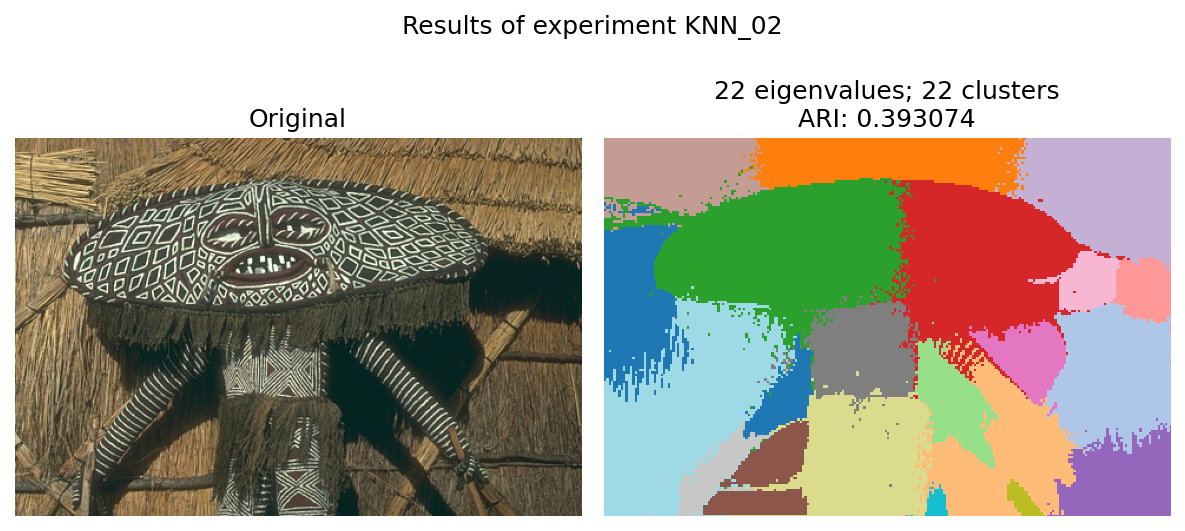 Results of experiment KNN_02
Original
22 eigenvalues; 22 clusters
ARI: 0.393074